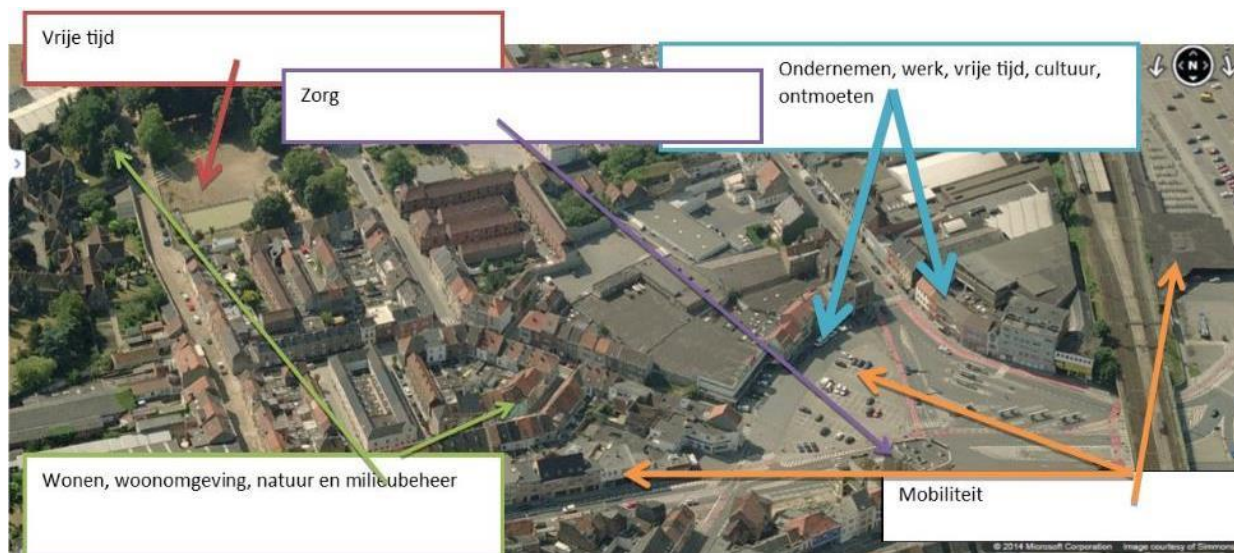 Vrije tijd
Zorg
Ondernemen, werk, vrije tijd, cultuur,
ontmoeten
N
Wonen, woonomgeving, natuur en milieubeheer
Mobiliteit
© 2014 Microsoft Corporation Image courtesy of Simmons